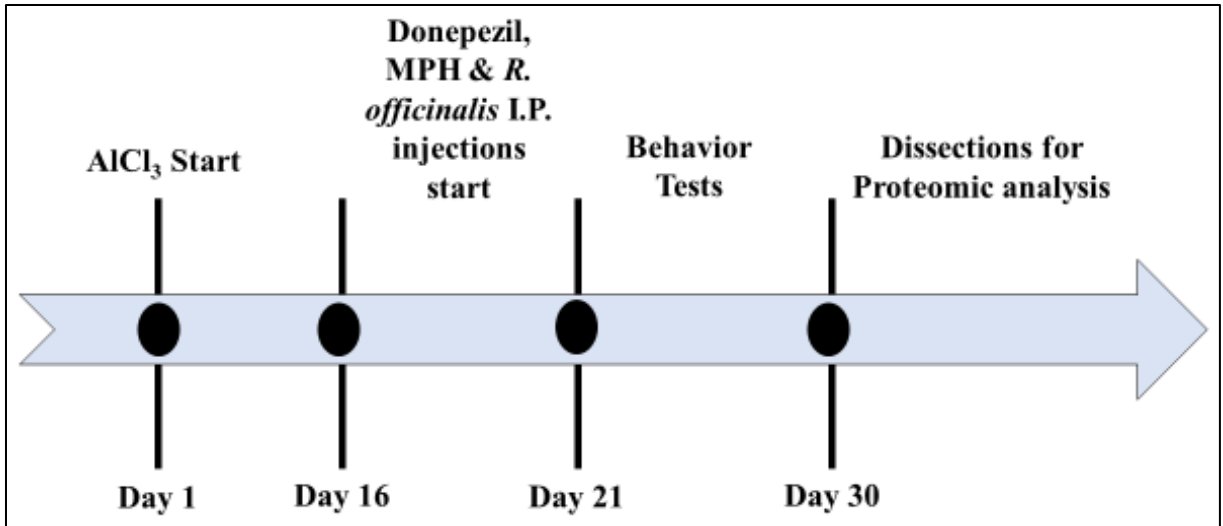 AlCl₃ Start
Donepezil,
MPH & R.
officinalis I.P.
injections
start
Behavior
Tests
Dissections for
Proteomic analysis
Day 1
Day 16
Day 21
Day 30